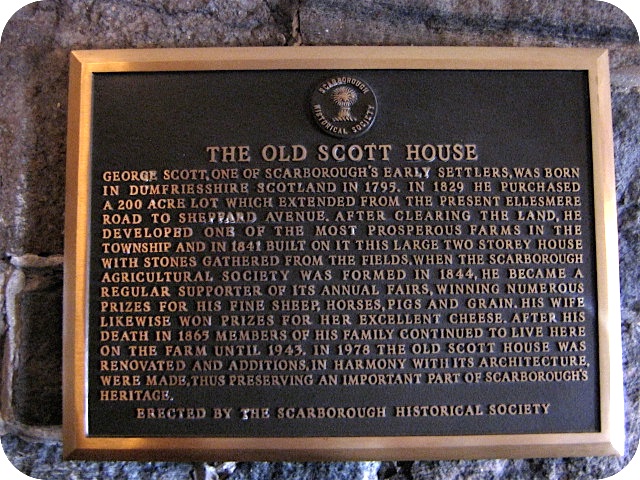 SCARBOROUGH
HISTORICAL SOCIETY
THE OLD SCOTT HOUSE
GEORGE SCOTT, ONE OF SCARBOROUGH'S EARLY SETTLERS, WAS BORN
IN DUMFRIESSHIRE SCOTLAND IN 1795. IN 1829 HE PURCHASED
A 200 ACRE LOT WHICH EXTENDED FROM THE PRESENT ELLESMERE
ROAD TO SHEPPARD AVENUE. AFTER CLEARING THE LAND, HE
DEVELOPED ONE OF THE MOST PROSPEROUS FARMS IN THE
TOWNSHIP AND IN 1841 BUILT ON IT THIS LARGE TWO STOREY HOUSE
WITH STONES GATHERED FROM THE FIELDS. WHEN THE SCARBOROUGH
AGRICULTURAL SOCIETY WAS FORMED IN 1844, HE BECAME A
REGULAR SUPPORTER OF ITS ANNUAL FAIRS, WINNING NUMEROUS
PRIZES FOR HIS FINE SHEEP, HORSES, PIGS AND GRAIN. HIS WIFE
LIKEWISE WON PRIZES FOR HER EXCELLENT CHEESE. AFTER HIS
DEATH IN 1865 MEMBERS OF HIS FAMILY CONTINUED TO LIVE HERE
ON THE FARM UNTIL 1943. IN 1978 THE OLD SCOTT HOUSE WAS
RENOVATED AND ADDITIONS, IN HARMONY WITH ITS ARCHITECTURE,
WERE MADE, THUS PRESERVING AN IMPORTANT PART OF SCARBOROUGH'S
HERITAGE.
ERECTED BY THE SCARBOROUGH HISTORICAL SOCIETY